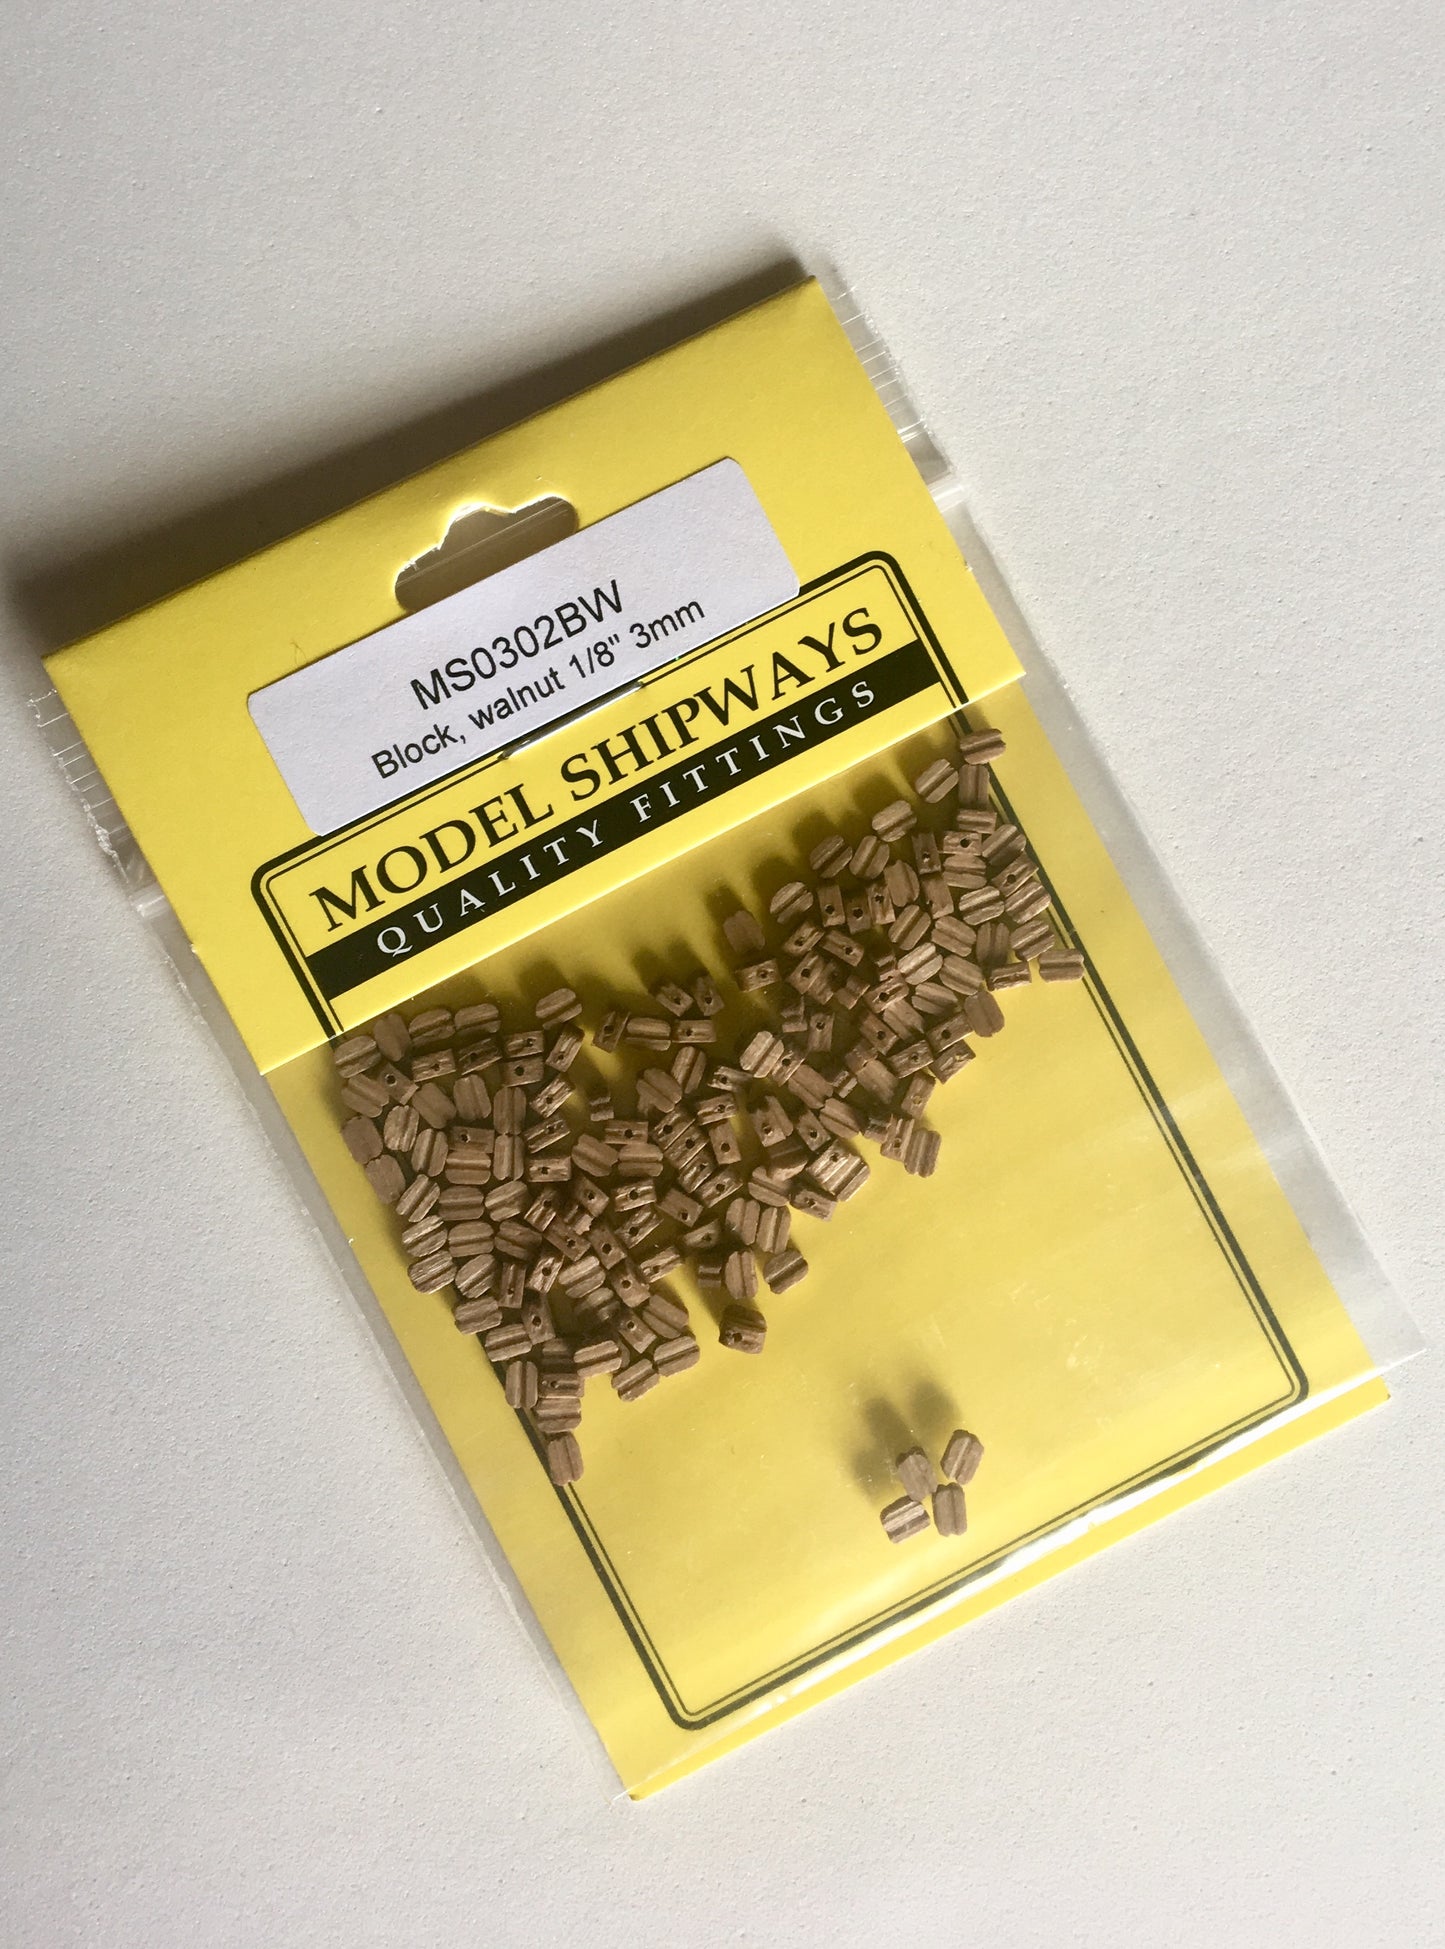 MS0302BW
Block, walnut 1/8" 3mm
MODEL SHIPWAYS
QUALITY FITTINGS